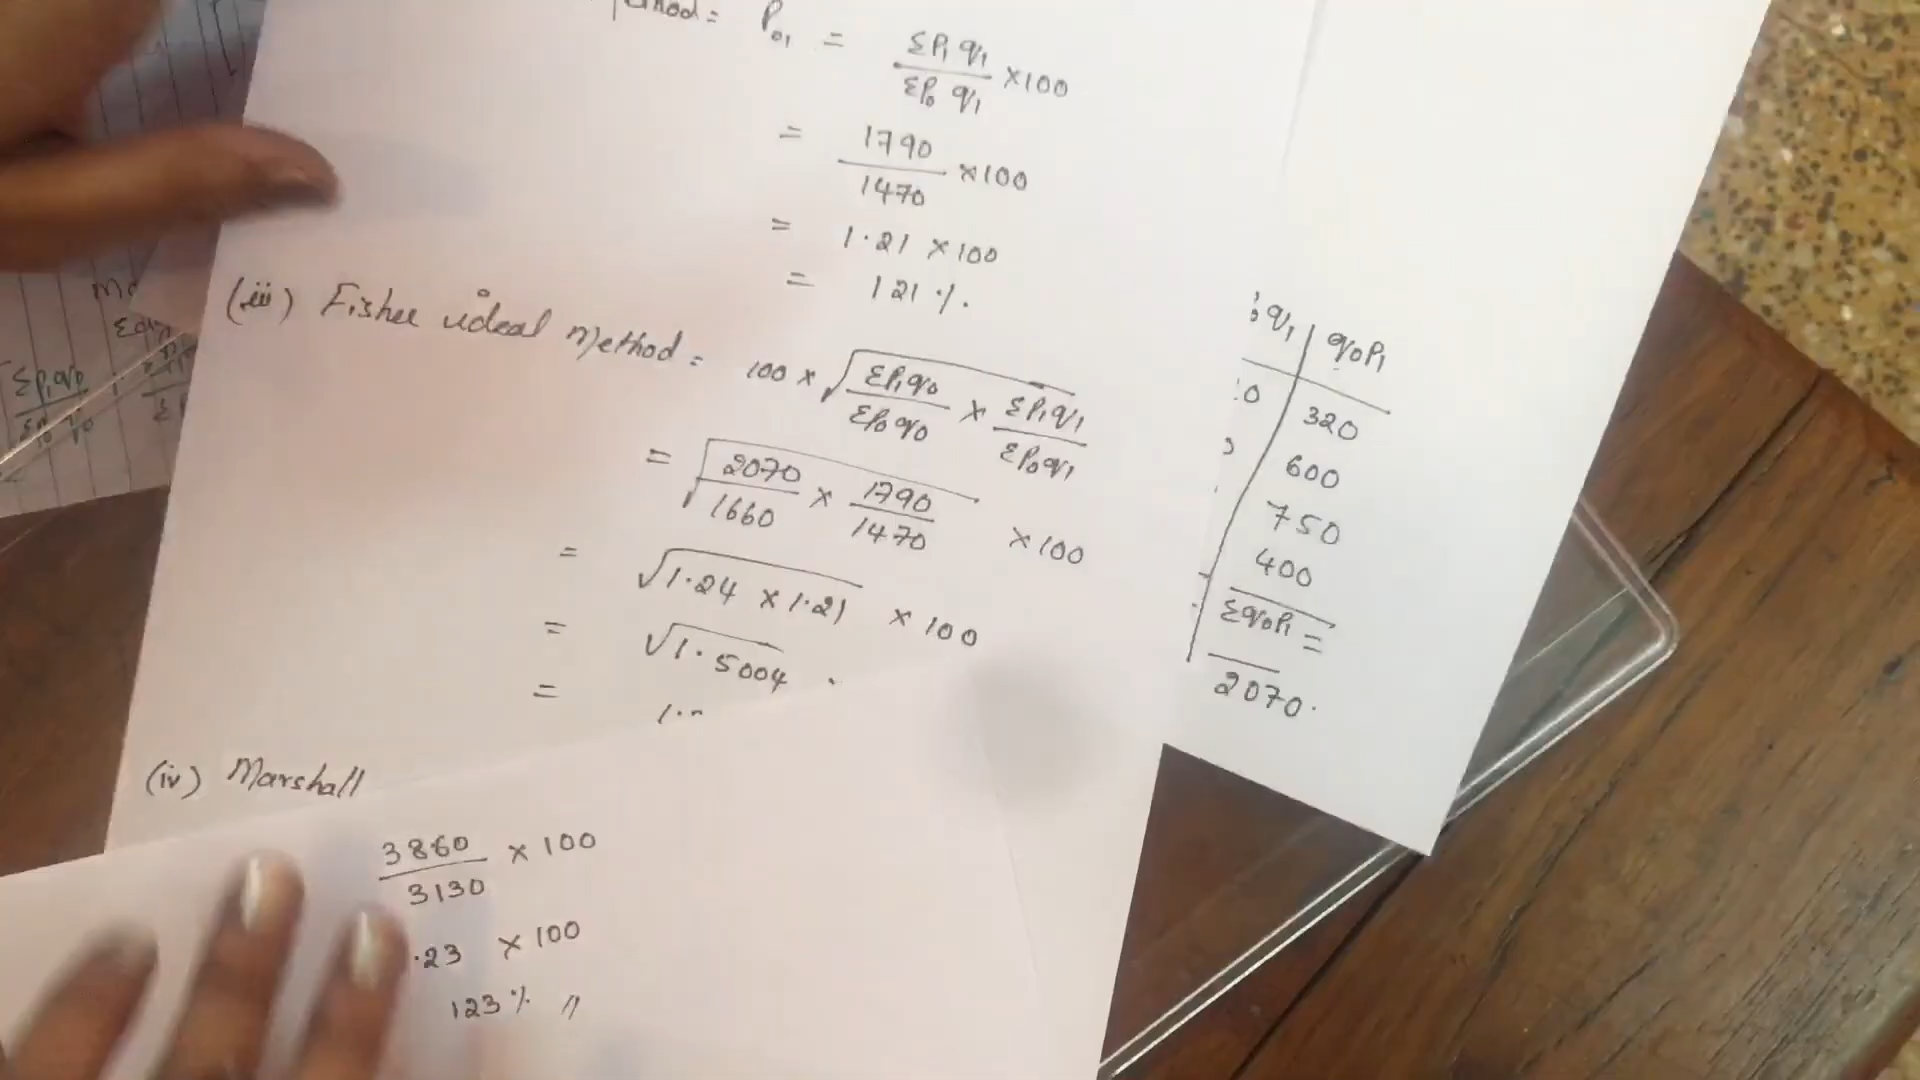 = P₀₁ = ΣP₁q₁ / ΣP₀q₁ ×100
= 1790 / 1470 ×100
= 1.21 ×100
= 121 %.
(iii) Fisher ideal Method = 100 × √(ΣP₁q₀ / ΣP₀q₀ × ΣP₁q₁ / ΣP₀q₁)
= √(2070 / 1660 × 1790 / 1470) ×100
= √(1.24 × 1.21) × 100
= √1.5004 .
=
(iv) Marshall
3860 / 3130 × 100
.23 × 100
123% //
q₁ | q₀P₁
320
600
750
400
Σq₀P₁ =
2070.
ΣP₁q₀